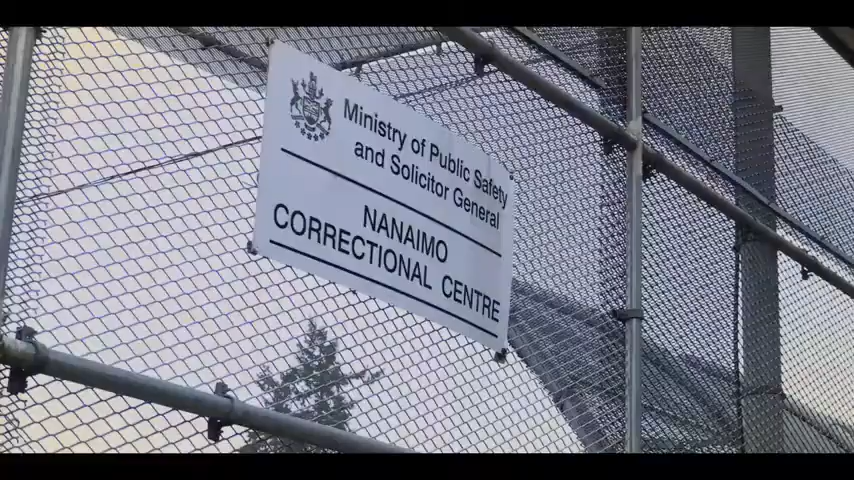 Ministry of Public Safety
and Solicitor General
NANAIMO
CORRECTIONAL CENTRE